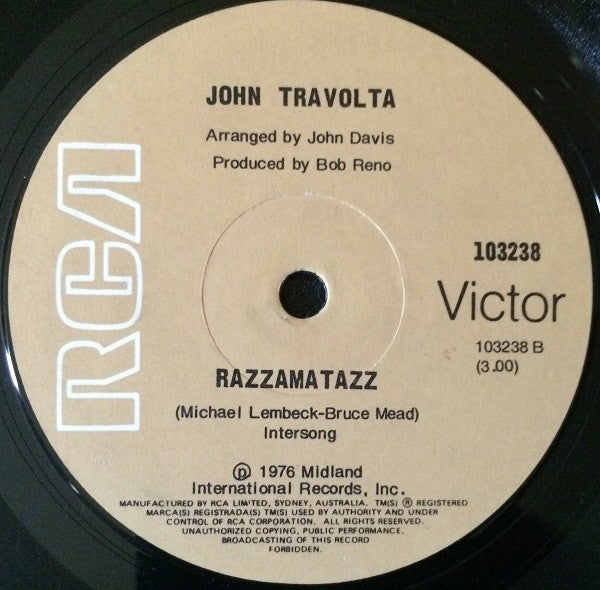 JOHN TRAVOLTA
Arranged by John Davis
Produced by Bob Reno
RCA
103238
Victor
103238 B
(3.00)
RAZZAMATAZZ
(Michael Lembeck-Bruce Mead)
Intersong
Ⓟ 1976 Midland
International Records, Inc.
MANUFACTURED BY RCA LIMITED, SYDNEY, AUSTRALIA. TM(S) ® REGISTERED
MARCA(S) REGISTRADA(S) TM(S) USED BY AUTHORITY AND UNDER
CONTROL OF RCA CORPORATION. ALL RIGHTS RESERVED.
UNAUTHORIZED COPYING, PUBLIC PERFORMANCE,
BROADCASTING OF THIS RECORD
FORBIDDEN.